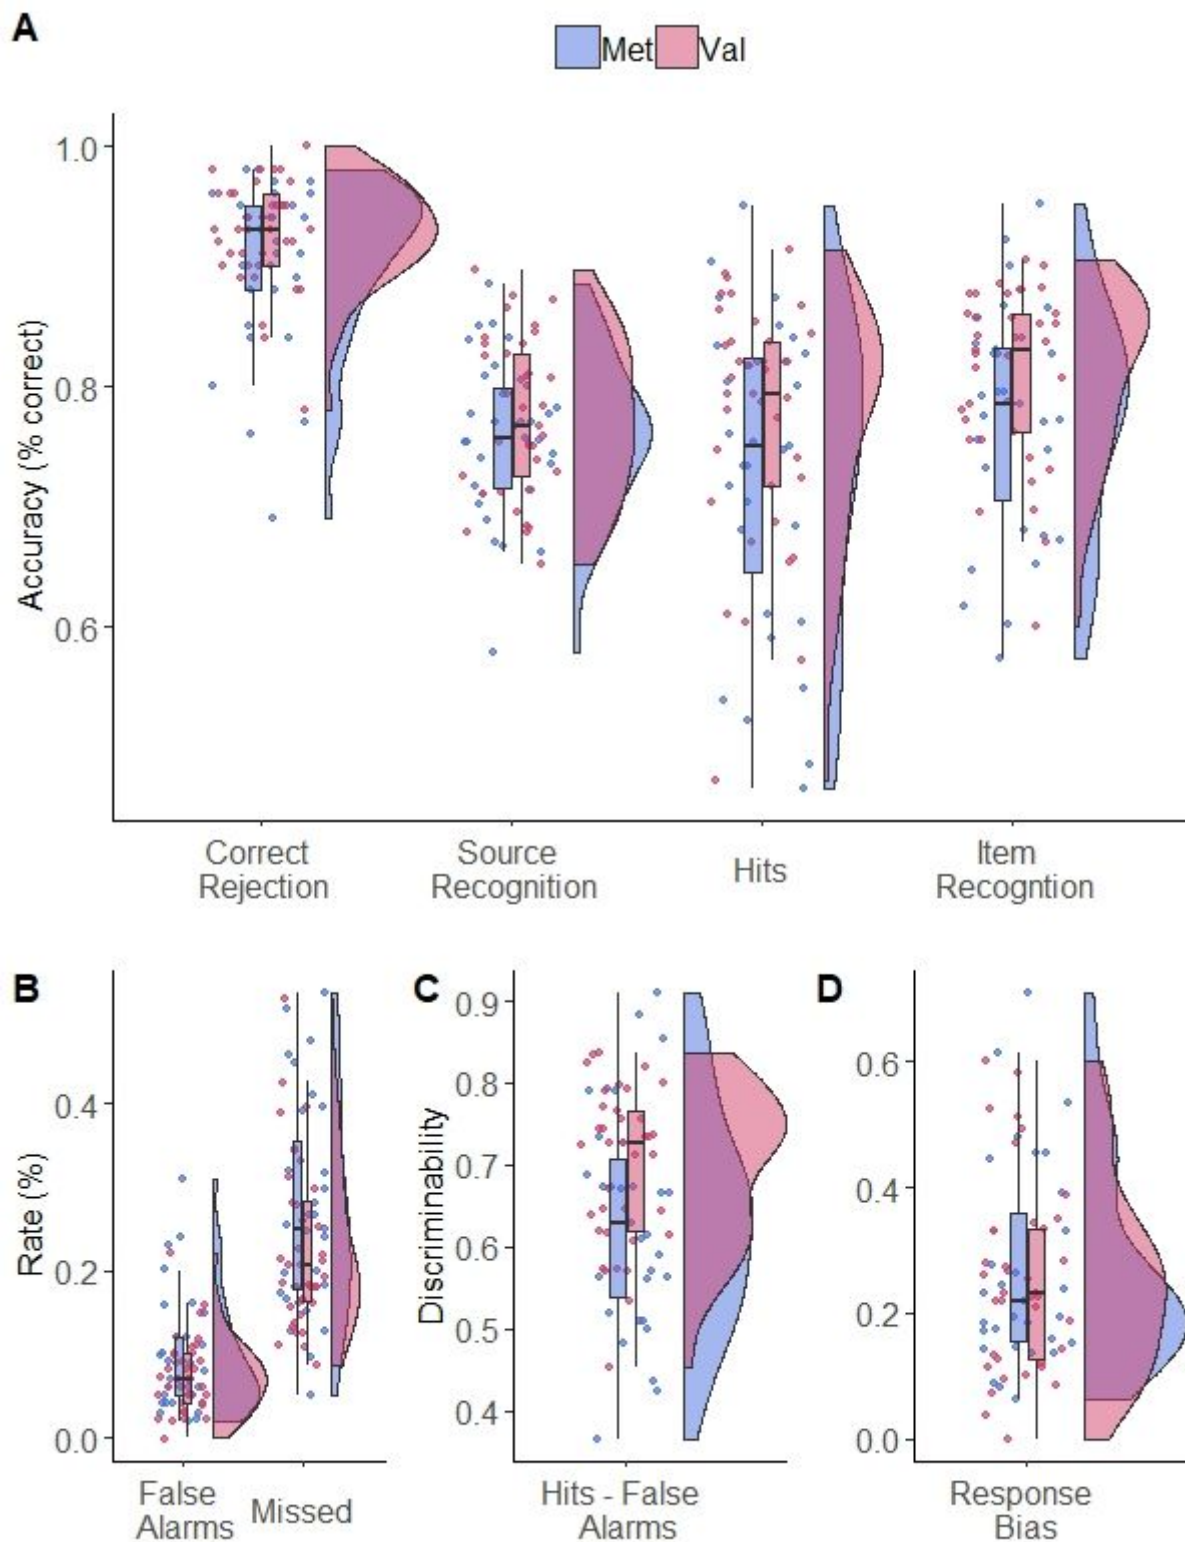 A
Met Val
Accuracy (% correct)
1.0
0.8
0.6
Correct
Rejection
Source
Recognition
Hits
Item
Recogntion
B
Rate (%)
0.4
0.2
0.0
False
Alarms
Missed
C
Discriminability
0.9
0.8
0.7
0.6
0.5
0.4
Hits - False
Alarms
D
0.6
0.4
0.2
0.0
Response
Bias